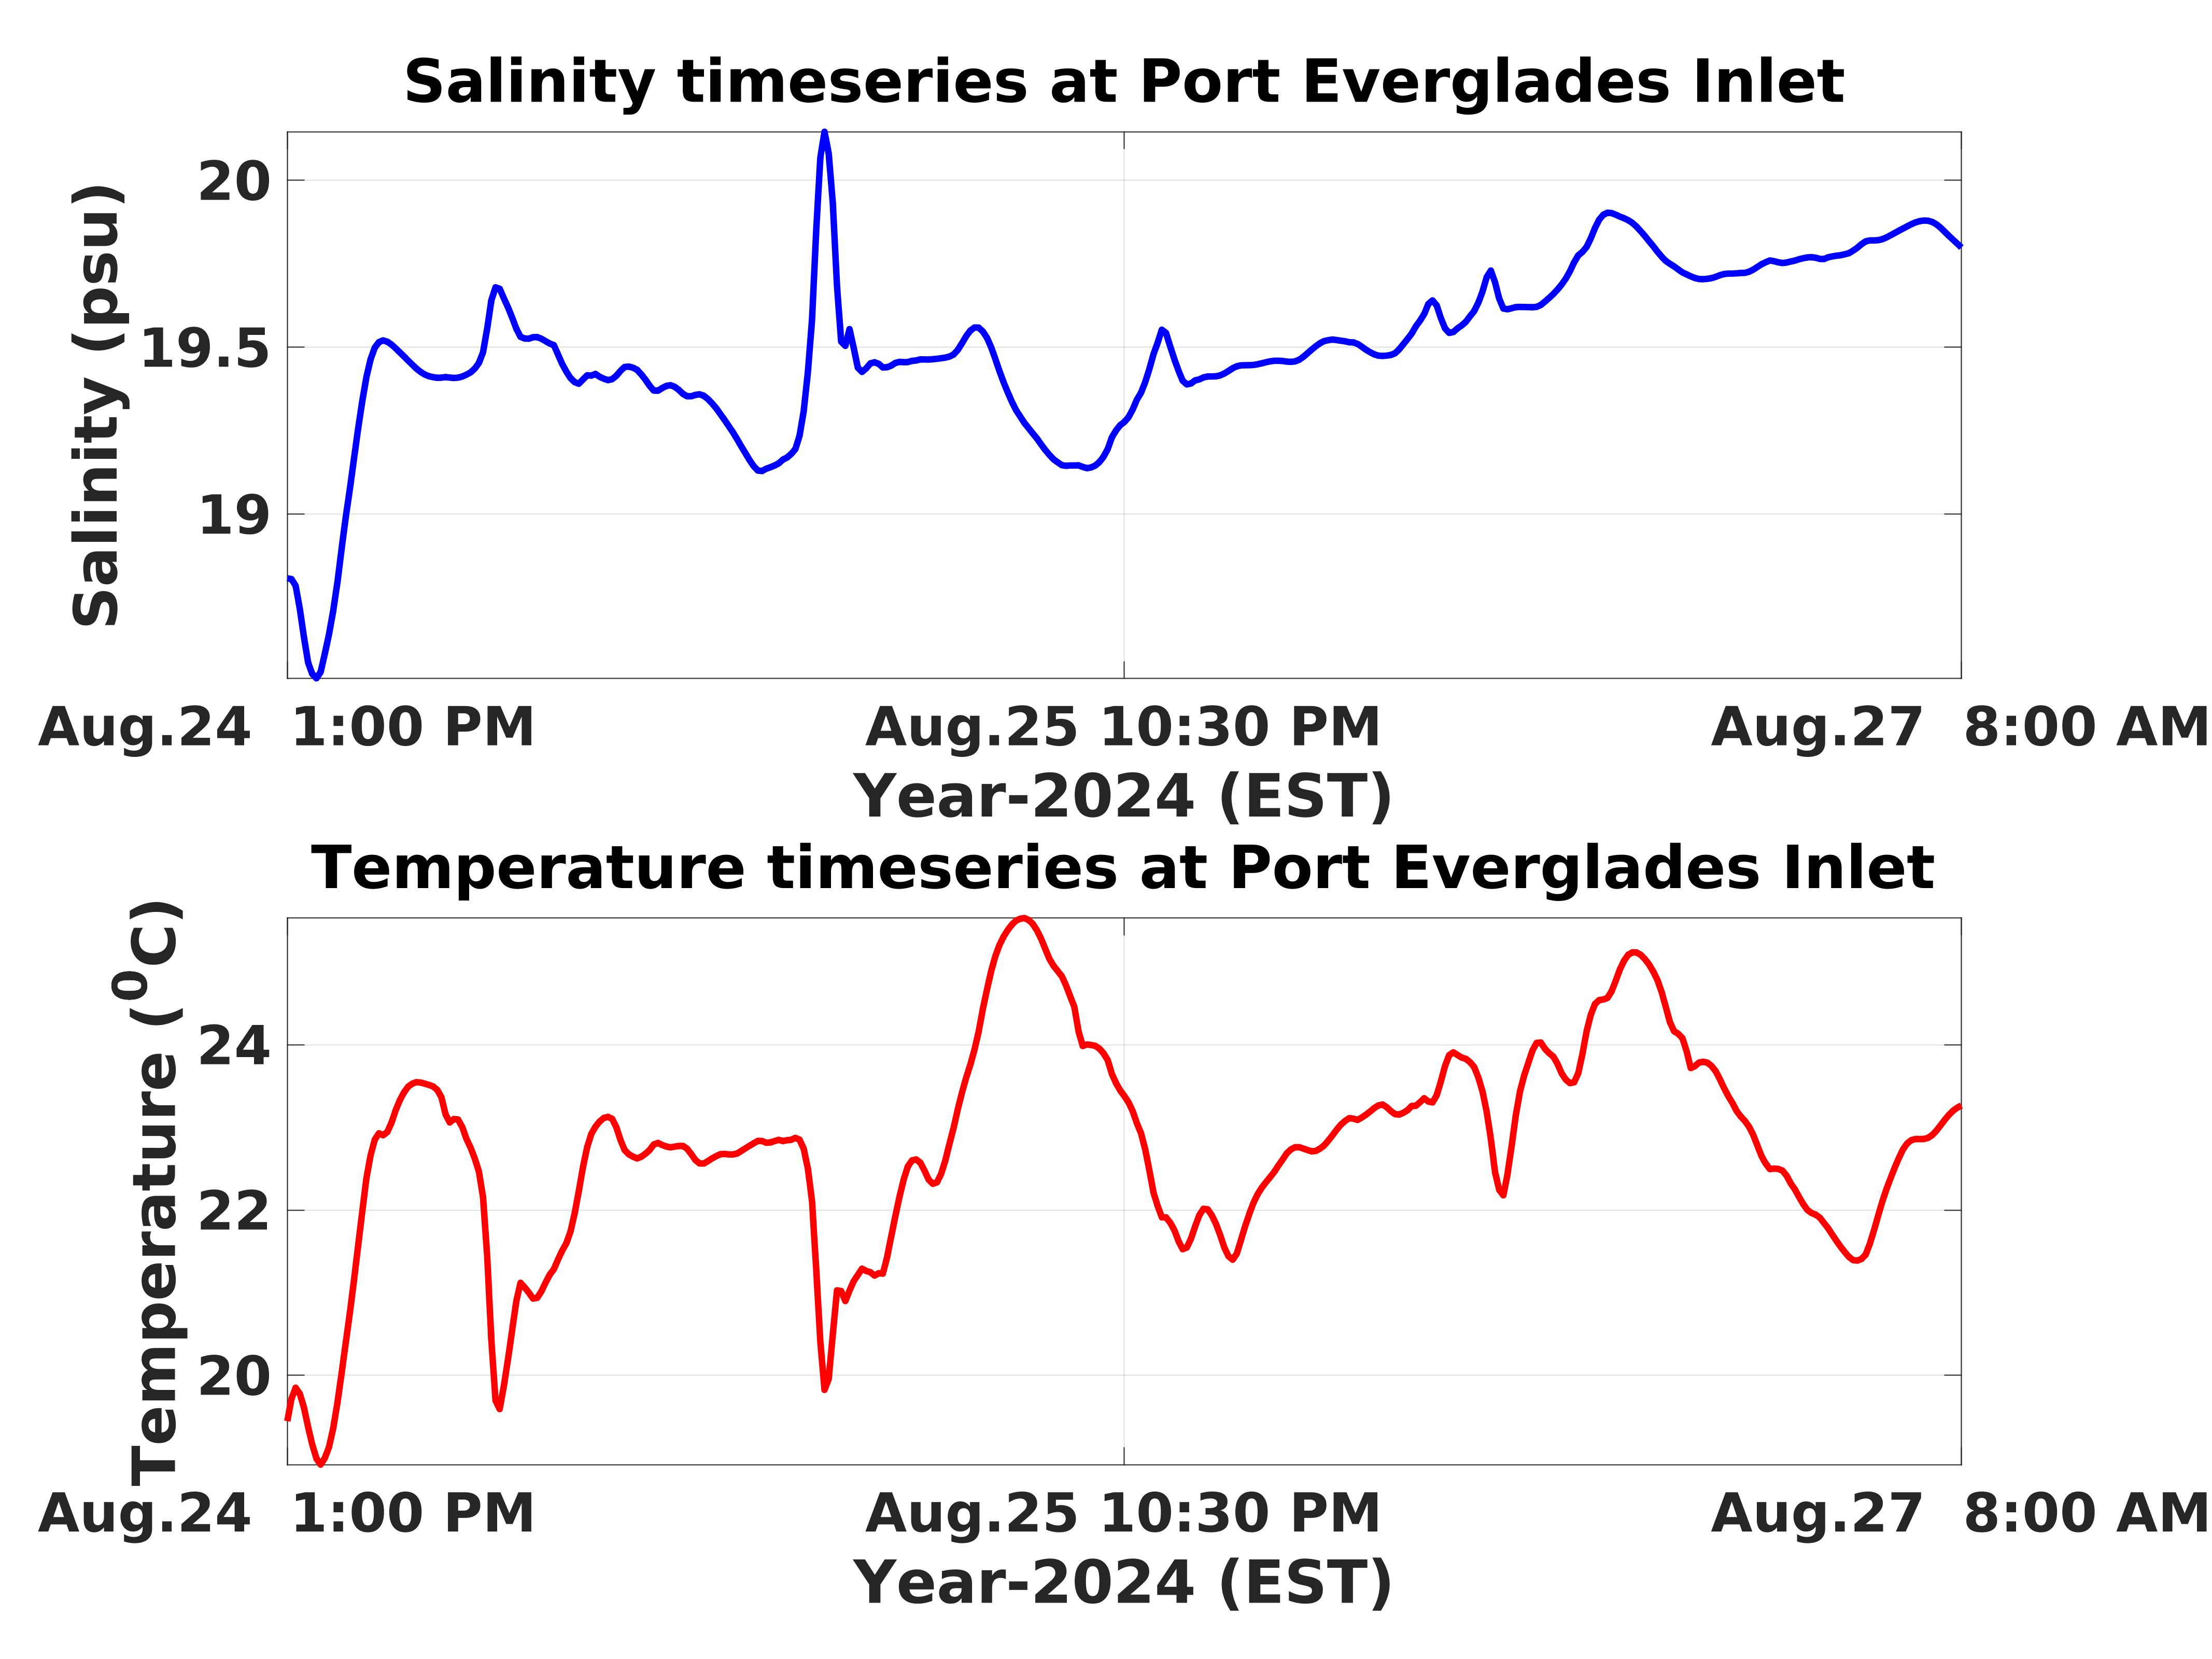 Salinity timeseries at Port Everglades Inlet
Salinity (psu)
20
19.5
19
Aug.24  1:00 PM
Aug.25 10:30 PM
Aug.27  8:00 AM
Year-2024 (EST)
Temperature timeseries at Port Everglades Inlet
Temperature (⁰C)
24
22
20
Aug.24  1:00 PM
Aug.25 10:30 PM
Aug.27  8:00 AM
Year-2024 (EST)